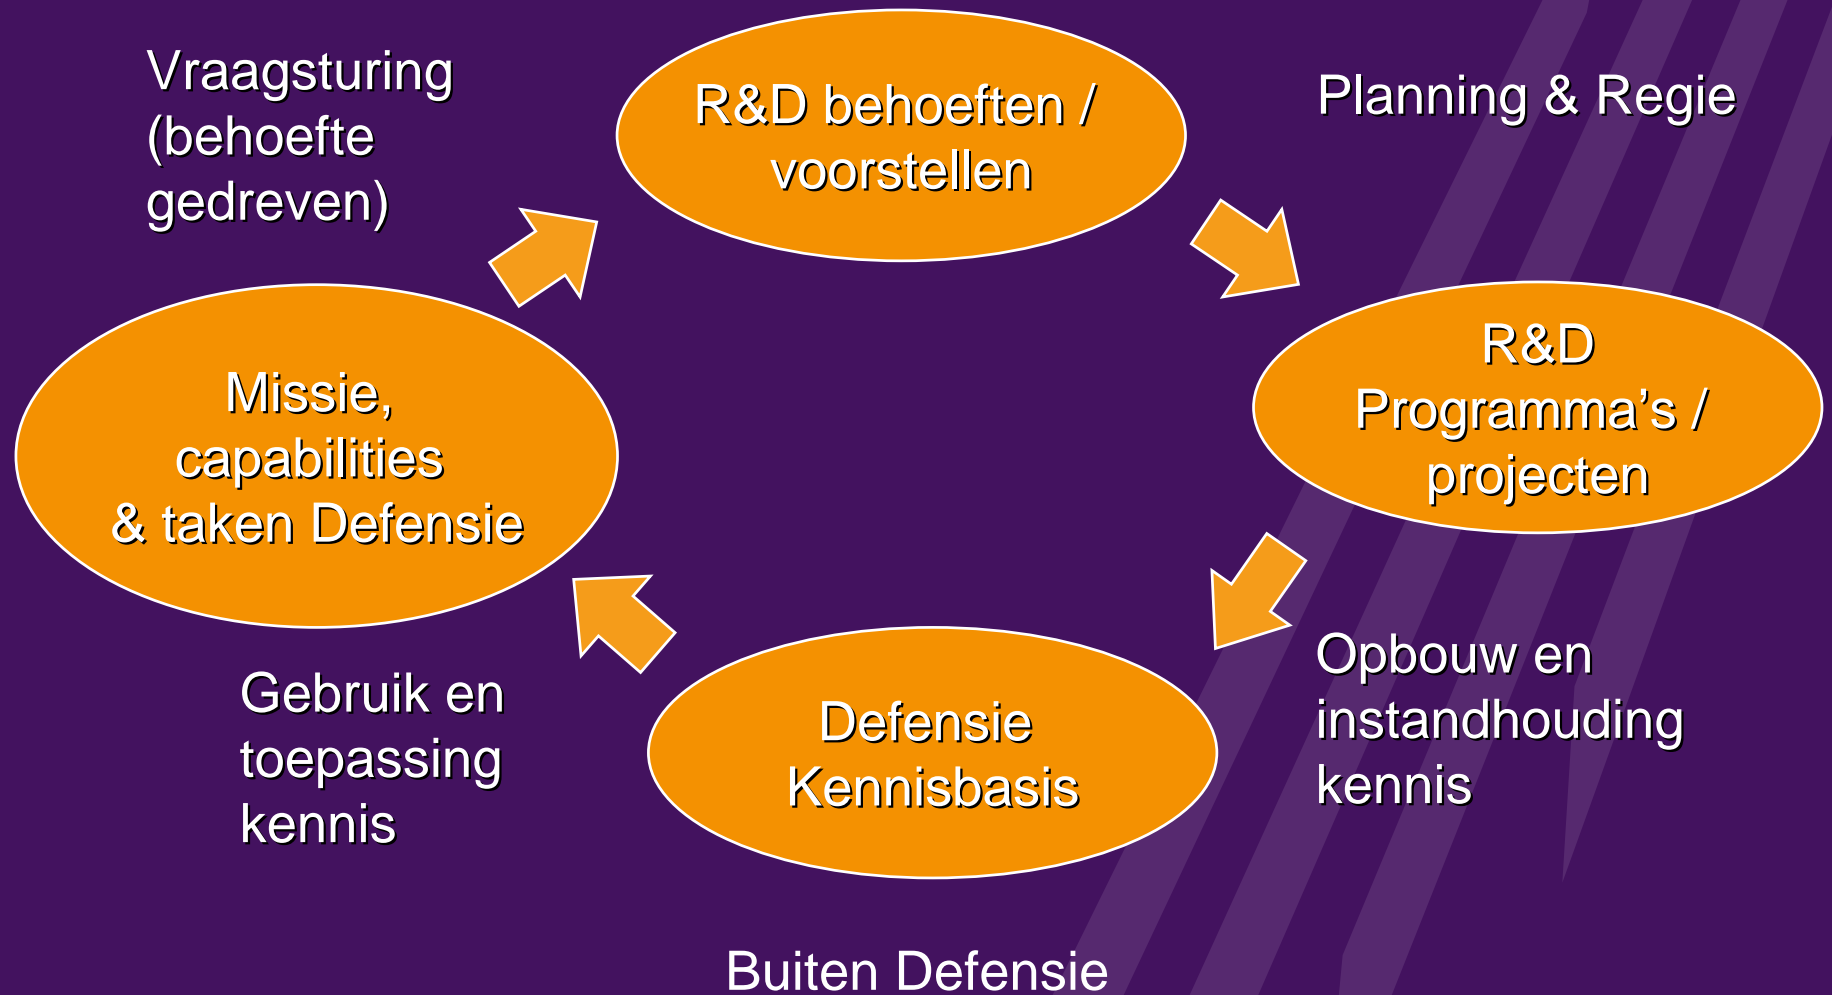 Vraagsturing
(behoefte
gedreven)
R&D behoeften /
voorstellen
Planning & Regie
Missie,
capabilities
& taken Defensie
R&D
Programma’s /
projecten
Gebruik en
toepassing
kennis
Defensie
Kennisbasis
Opbouw en
instandhouding
kennis
Buiten Defensie